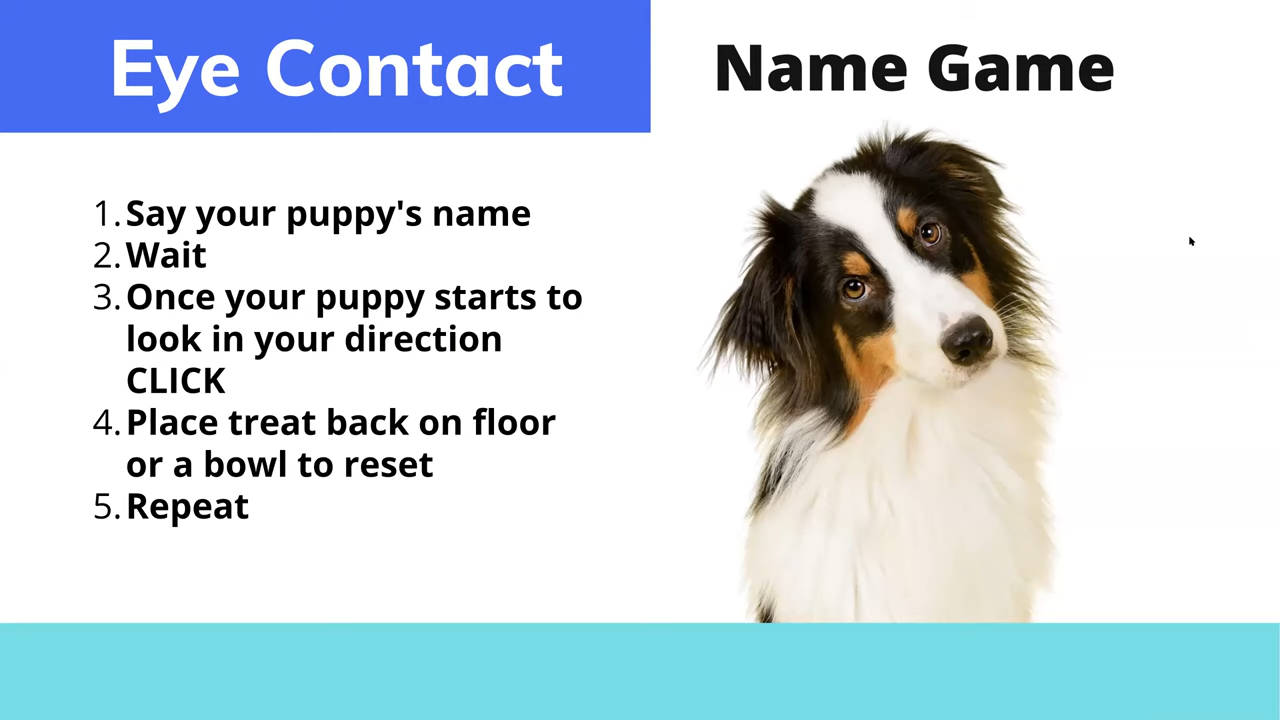 Eye Contact
Name Game
1. Say your puppy's name
2. Wait
3. Once your puppy starts to
look in your direction
CLICK
4. Place treat back on floor
or a bowl to reset
5. Repeat